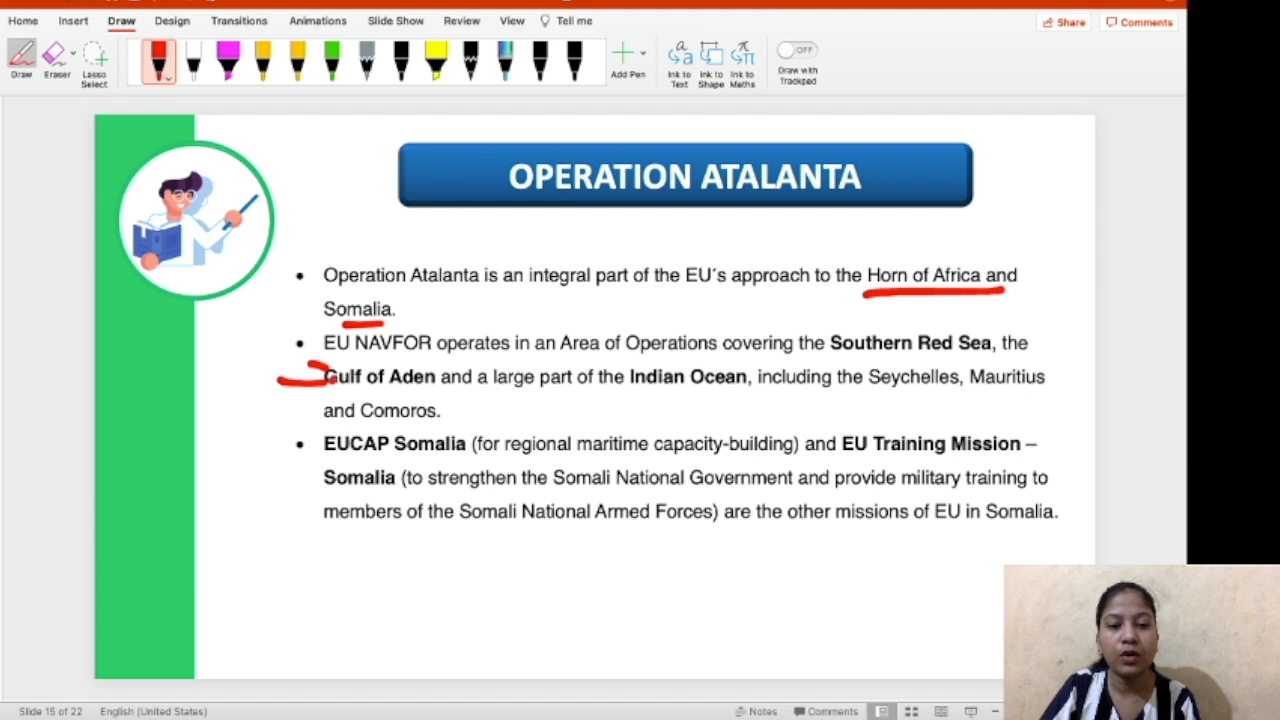 Home Insert Draw Design Transitions Animations Slide Show Review View Tell me Share Comments
Draw Eraser Lasso Select Add Pen Ink to Text Ink to Shape Ink to Maths OFF Draw with Trackpad
OPERATION ATALANTA
• Operation Atalanta is an integral part of the EU´s approach to the Horn of Africa and
Somalia.
• EU NAVFOR operates in an Area of Operations covering the Southern Red Sea, the
Gulf of Aden and a large part of the Indian Ocean, including the Seychelles, Mauritius
and Comoros.
• EUCAP Somalia (for regional maritime capacity-building) and EU Training Mission –
Somalia (to strengthen the Somali National Government and provide military training to
members of the Somali National Armed Forces) are the other missions of EU in Somalia.
Slide 15 of 22 English (United States) Notes Comments